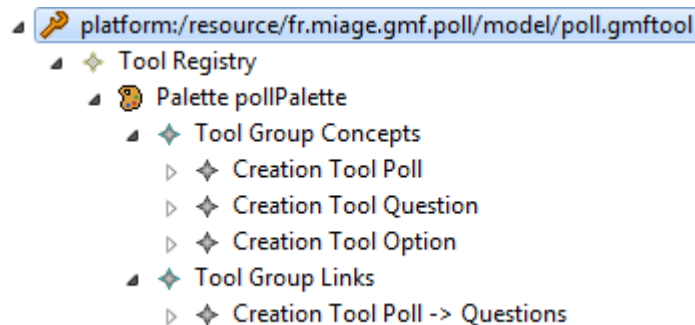 platform:/resource/fr.miage.gmf.poll/model/poll.gmftool
Tool Registry
Palette pollPalette
Tool Group Concepts
Creation Tool Poll
Creation Tool Question
Creation Tool Option
Tool Group Links
Creation Tool Poll -> Questions